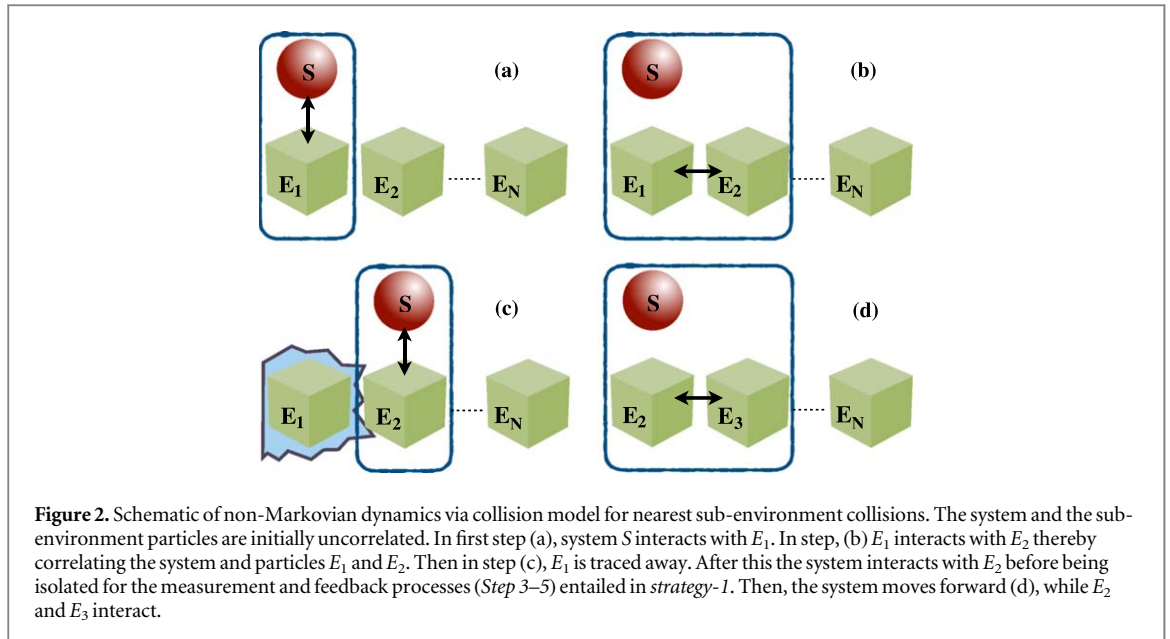 S
(a)
E1
E2
EN
S
(b)
E1
E2
EN
S
(c)
E1
E2
EN
S
(d)
E2
E3
EN
Figure 2. Schematic of non-Markovian dynamics via collision model for nearest sub-environment collisions. The system and the sub-
environment particles are initially uncorrelated. In first step (a), system S interacts with E1. In step, (b) E1 interacts with E2 thereby
correlating the system and particles E1 and E2. Then in step (c), E1 is traced away. After this the system interacts with E2 before being
isolated for the measurement and feedback processes (Step 3–5) entailed in strategy-1. Then, the system moves forward (d), while E2
and E3 interact.